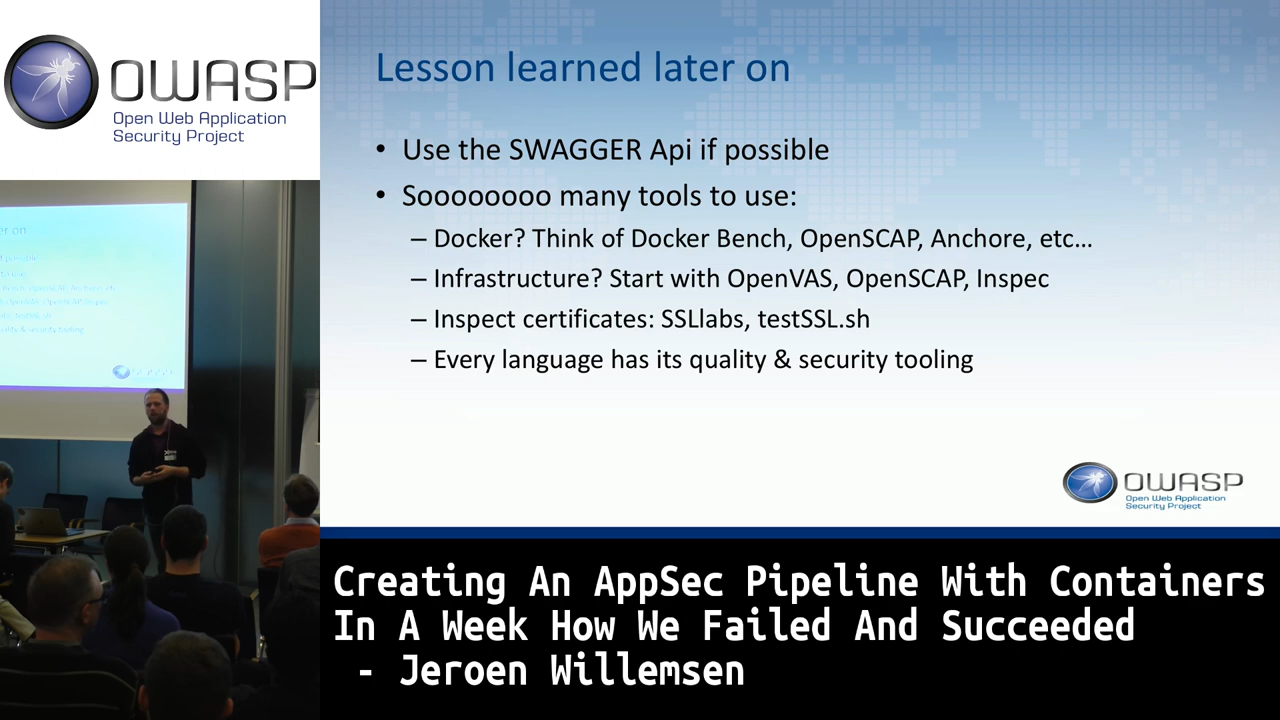 OWASP
Open Web Application
Security Project
Lesson learned later on
• Use the SWAGGER Api if possible
• Soooooooo many tools to use:
– Docker? Think of Docker Bench, OpenSCAP, Anchore, etc…
– Infrastructure? Start with OpenVAS, OpenSCAP, Inspec
– Inspect certificates: SSLlabs, testSSL.sh
– Every language has its quality & security tooling
OWASP
Open Web Application
Security Project
Creating An AppSec Pipeline With Containers
In A Week How We Failed And Succeeded
- Jeroen Willemsen